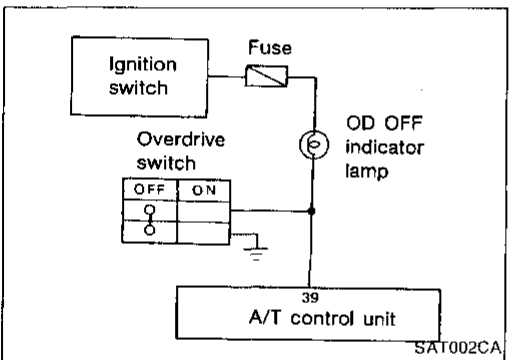 Fuse
Ignition
switch
OD OFF
indicator
lamp
Overdrive
switch
OFF ON
39
A/T control unit
SAT002CA